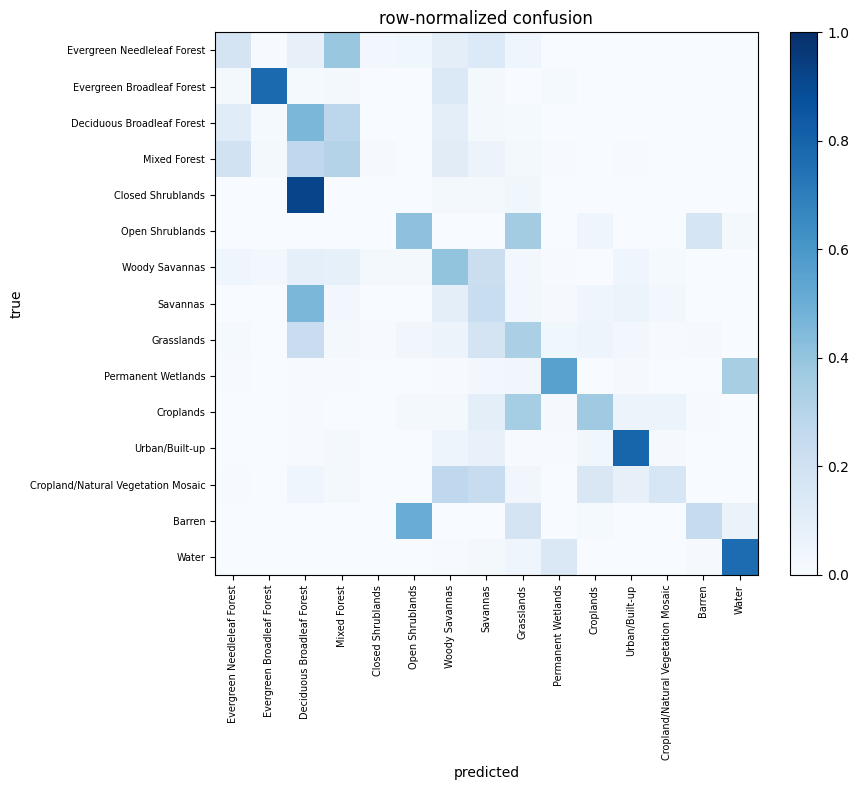 row-normalized confusion
true
Evergreen Needleleaf Forest
Evergreen Broadleaf Forest
Deciduous Broadleaf Forest
Mixed Forest
Closed Shrublands
Open Shrublands
Woody Savannas
Savannas
Grasslands
Permanent Wetlands
Croplands
Urban/Built-up
Cropland/Natural Vegetation Mosaic
Barren
Water
Evergreen Needleleaf Forest
Evergreen Broadleaf Forest
Deciduous Broadleaf Forest
Mixed Forest
Closed Shrublands
Open Shrublands
Woody Savannas
Savannas
Grasslands
Permanent Wetlands
Croplands
Urban/Built-up
Cropland/Natural Vegetation Mosaic
Barren
Water
predicted
1.0
0.8
0.6
0.4
0.2
0.0